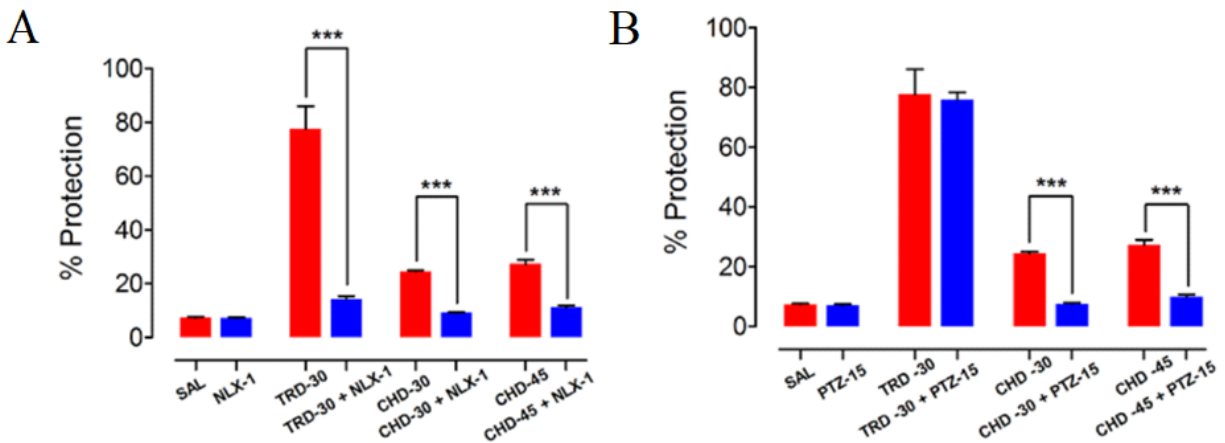 A
% Protection
100
80
60
40
20
0
***
***
***
SAL
NLX-1
TRD-30
TRD-30 + NLX-1
CHD-30
CHD-30 + NLX-1
CHD-45
CHD-45 + NLX-1
B
% Protection
100
80
60
40
20
0
***
***
SAL
PTZ-15
TRD -30
TRD -30 + PTZ-15
CHD -30
CHD -30 + PTZ-15
CHD -45
CHD -45 + PTZ-15